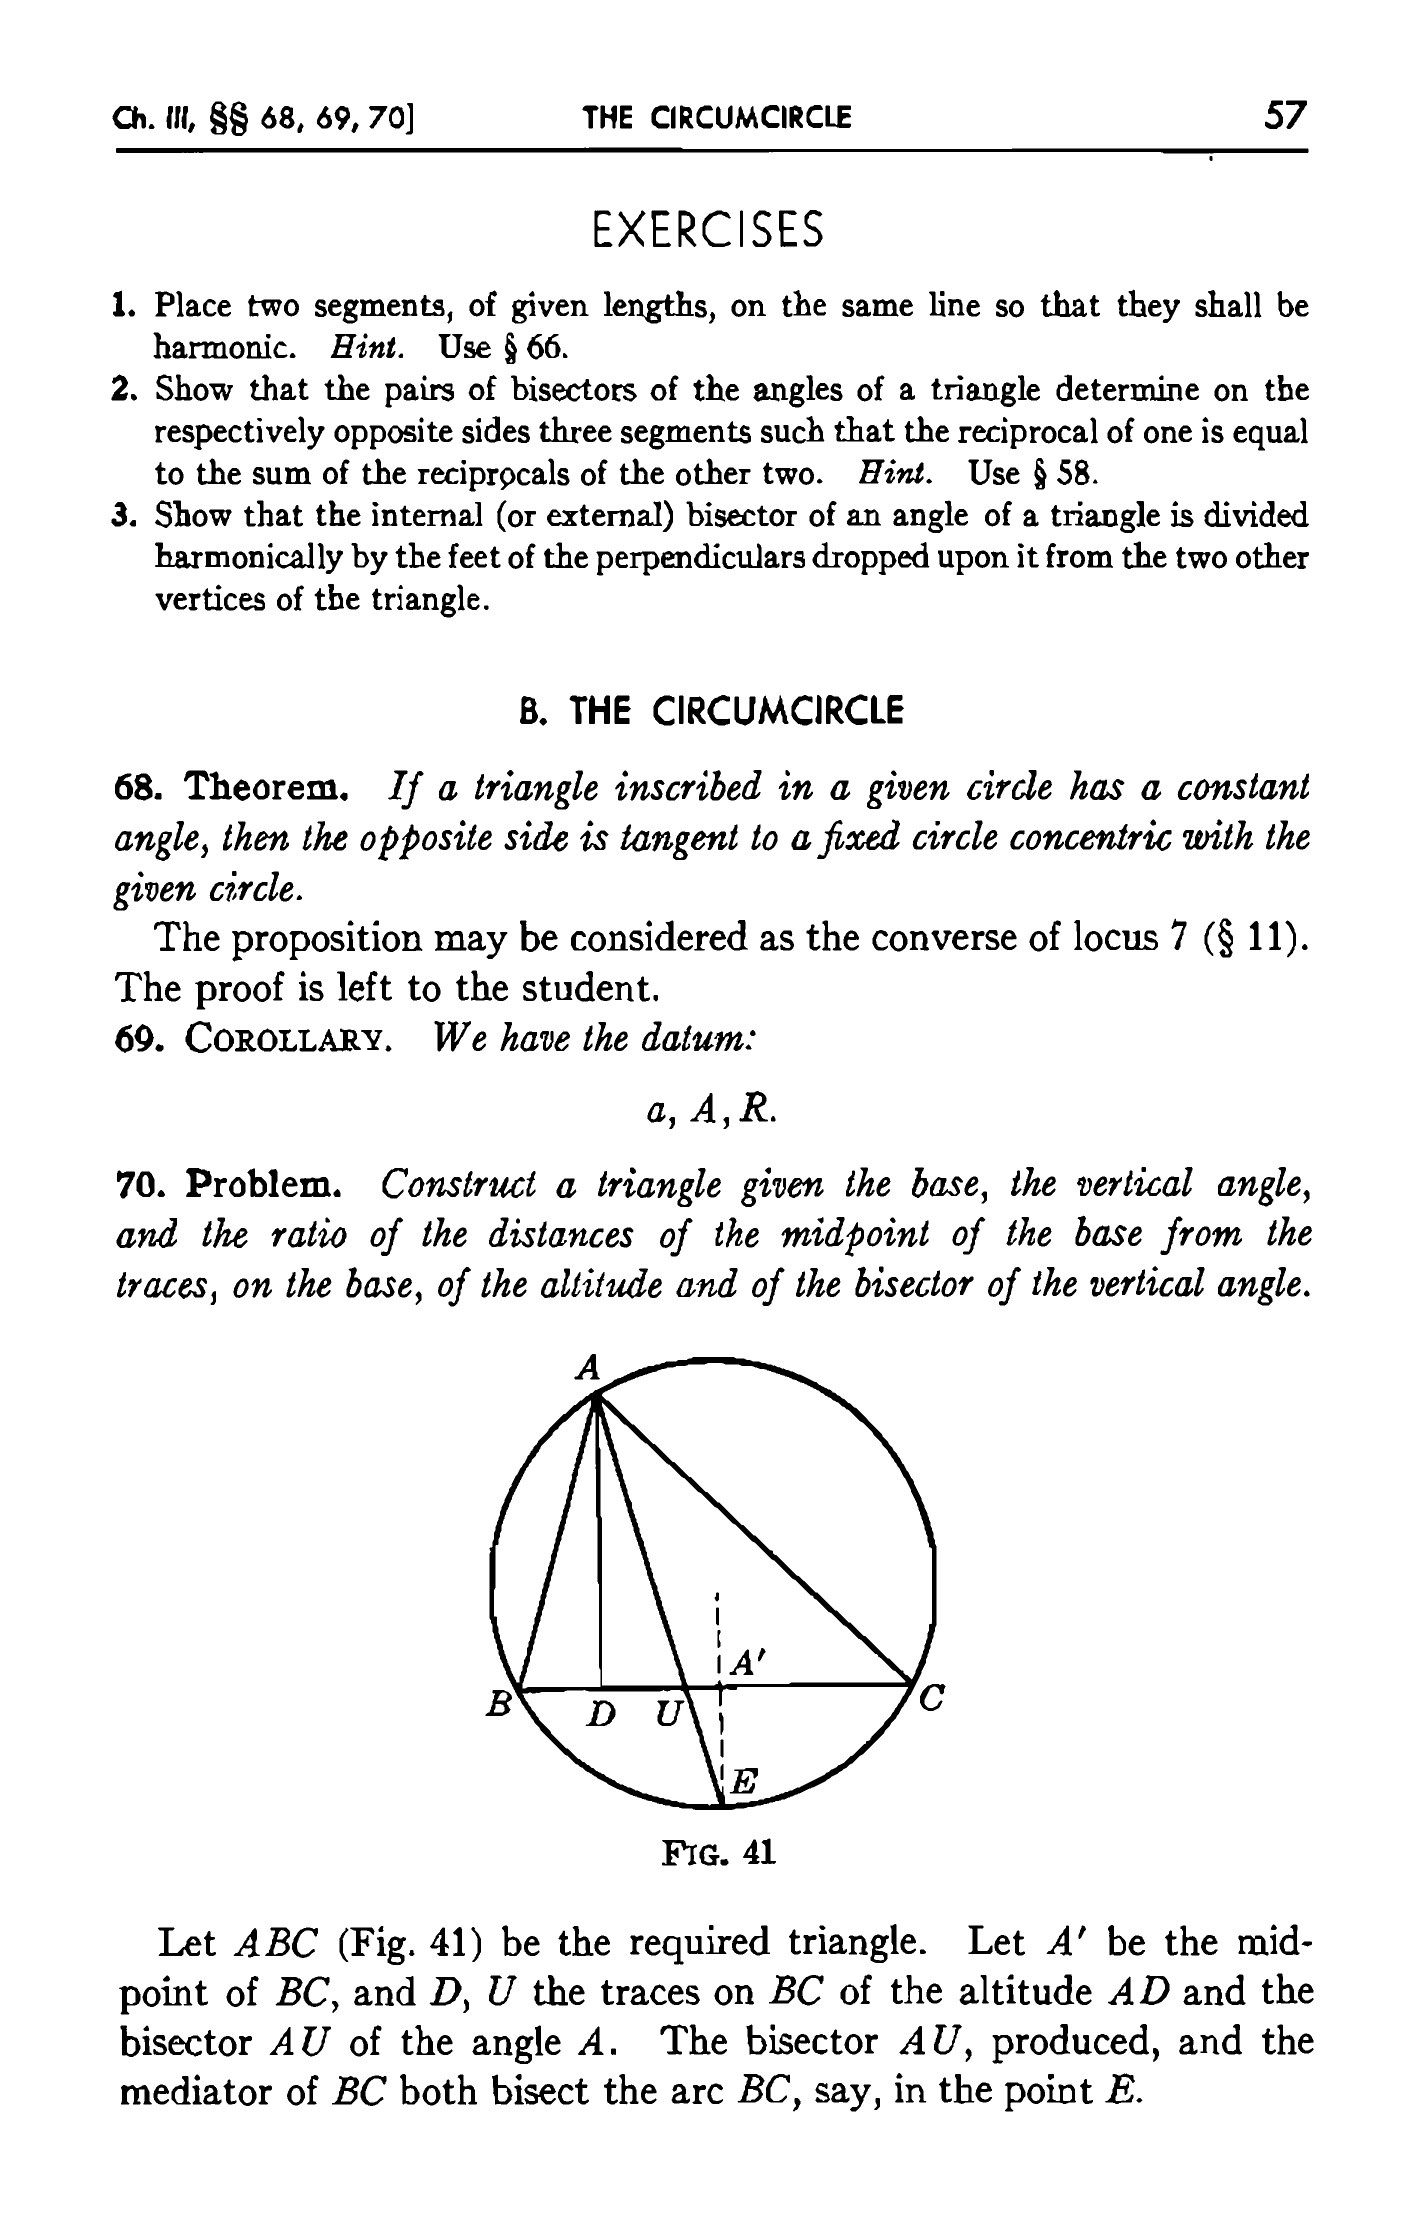 Ch. III, §§ 68, 69, 70] THE CIRCUMCIRCLE 57
EXERCISES
1. Place two segments, of given lengths, on the same line so that they shall be
harmonic. Hint. Use § 66.
2. Show that the pairs of bisectors of the angles of a triangle determine on the
respectively opposite sides three segments such that the reciprocal of one is equal
to the sum of the reciprocals of the other two. Hint. Use § 58.
3. Show that the internal (or external) bisector of an angle of a triangle is divided
harmonically by the feet of the perpendiculars dropped upon it from the two other
vertices of the triangle.
B. THE CIRCUMCIRCLE
68. Theorem. If a triangle inscribed in a given circle has a constant
angle, then the opposite side is tangent to a fixed circle concentric with the
given circle.
The proposition may be considered as the converse of locus 7 (§ 11).
The proof is left to the student.
69. COROLLARY. We have the datum:
a, A, R.
70. Problem. Construct a triangle given the base, the vertical angle,
and the ratio of the distances of the midpoint of the base from the
traces, on the base, of the altitude and of the bisector of the vertical angle.
A
A'
B D U C
E
FIG. 41
Let ABC (Fig. 41) be the required triangle. Let A' be the mid-
point of BC, and D, U the traces on BC of the altitude AD and the
bisector AU of the angle A. The bisector AU, produced, and the
mediator of BC both bisect the arc BC, say, in the point E.